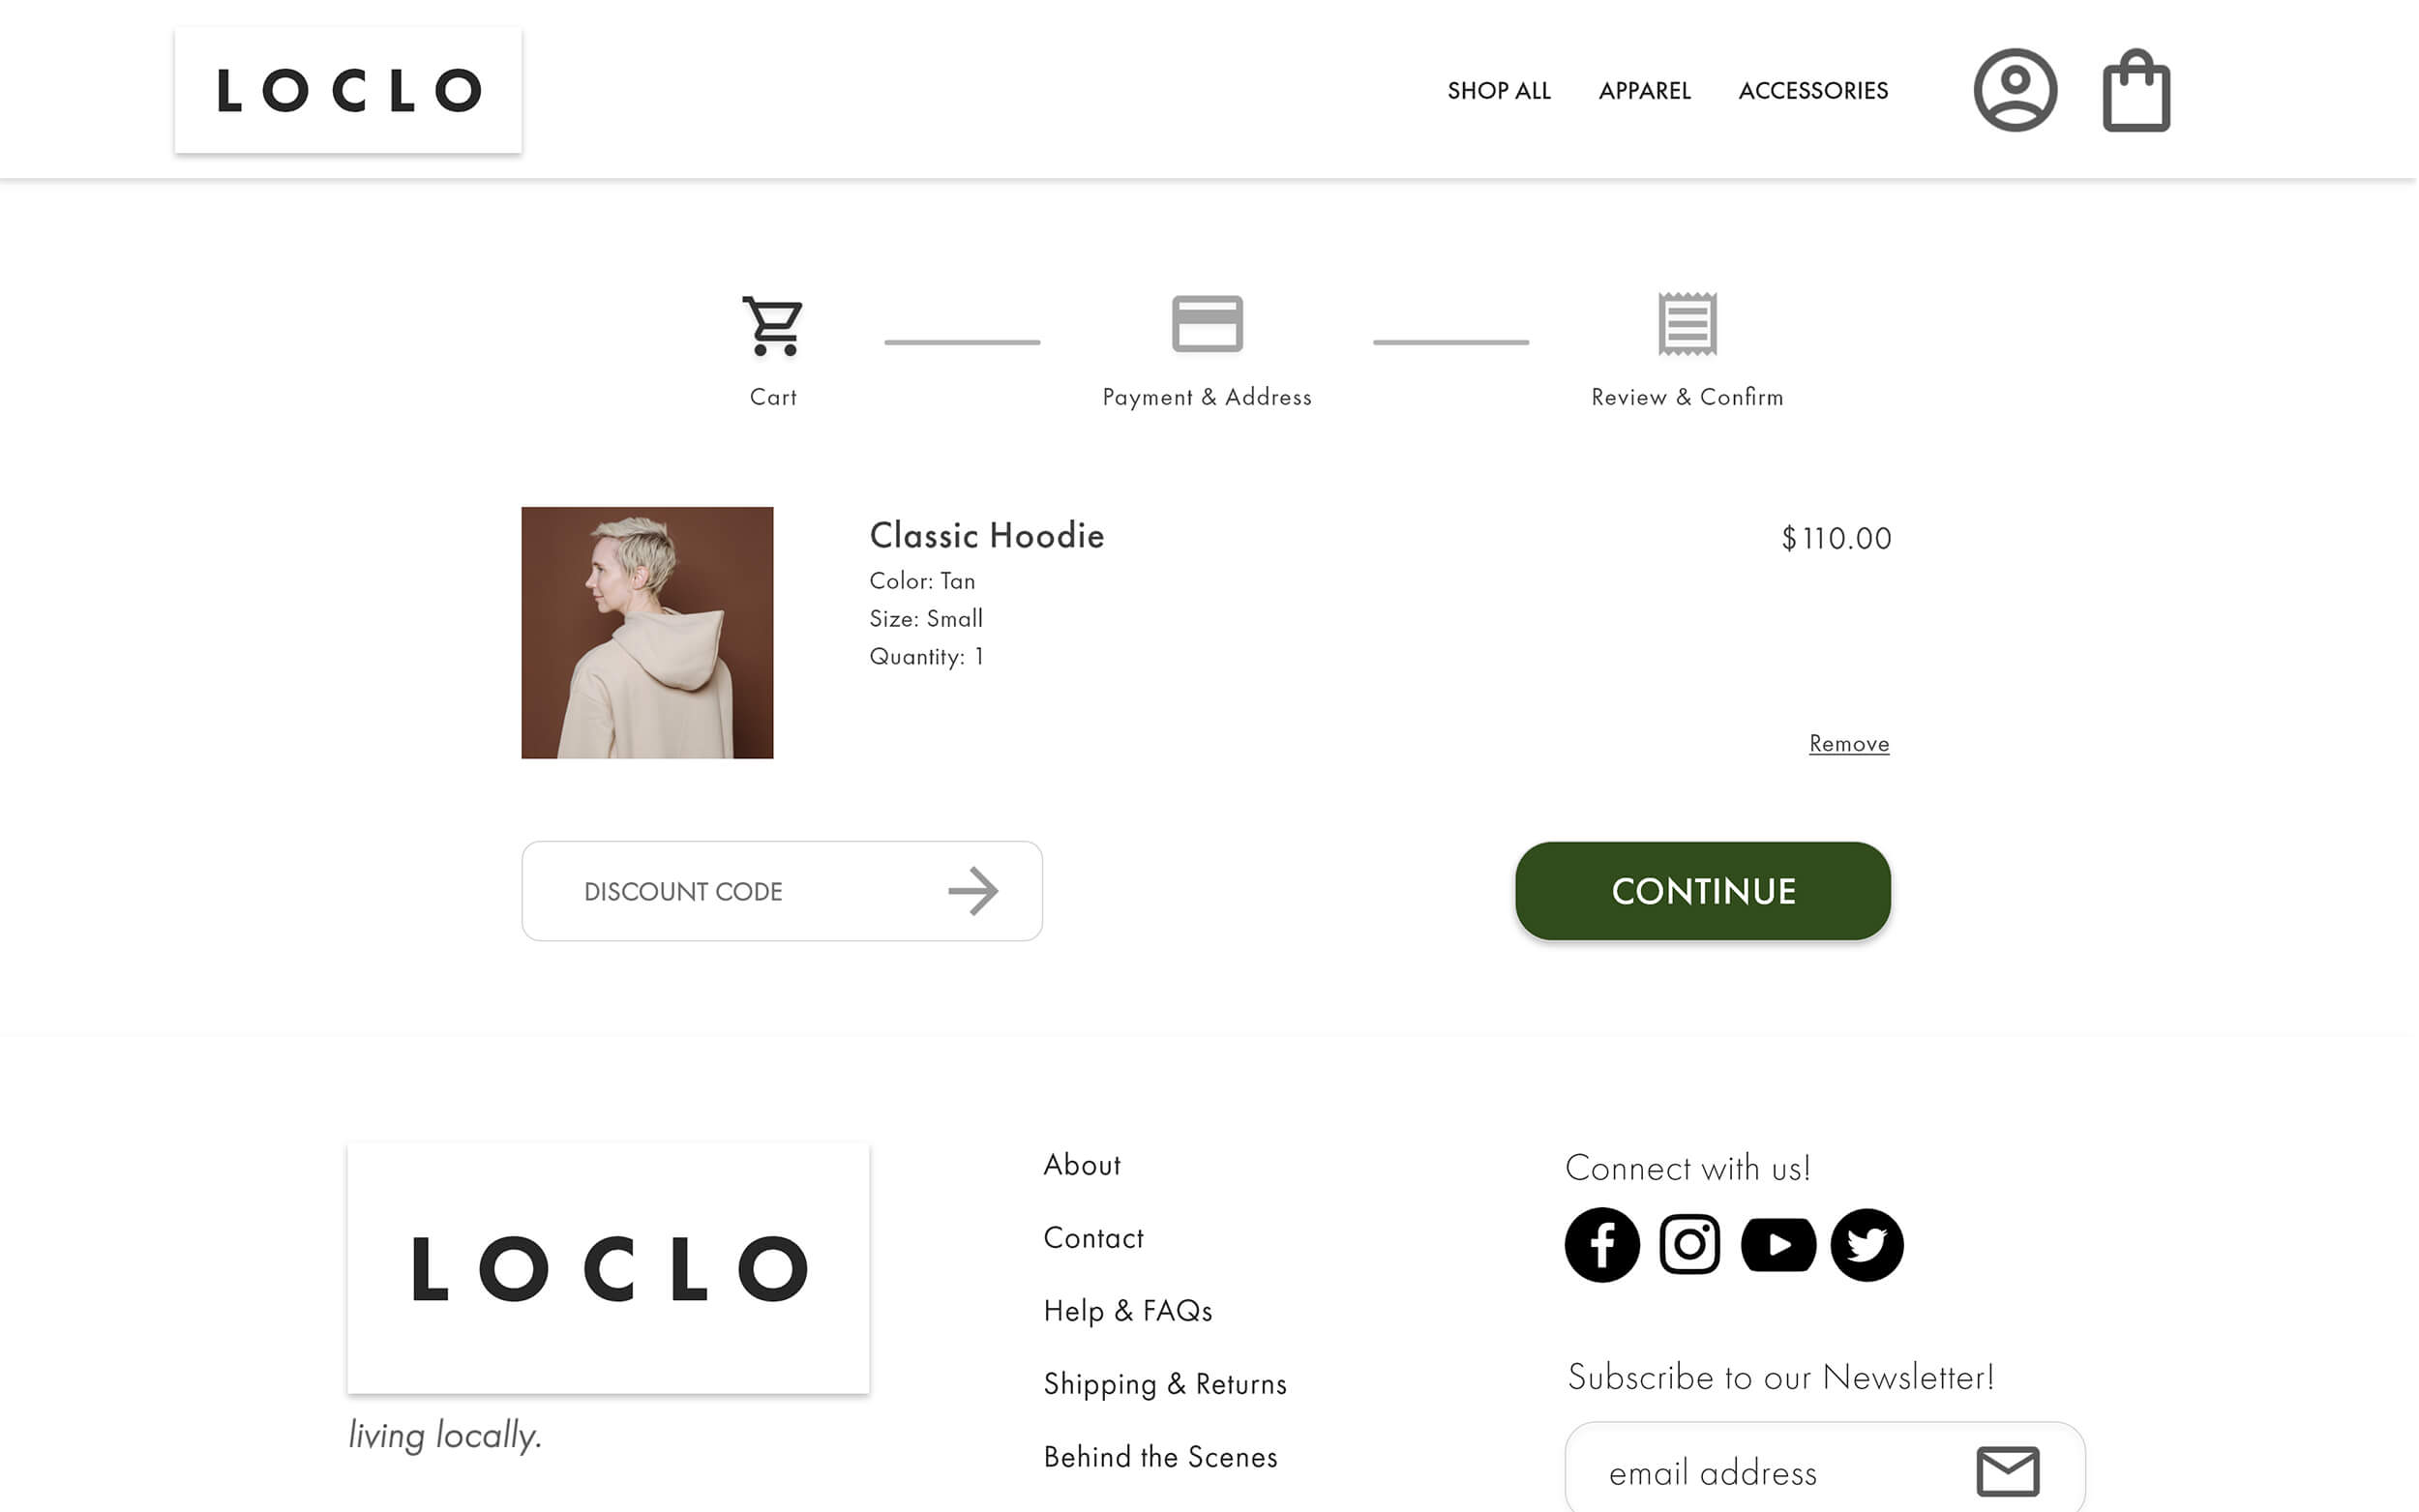 LOCLO
SHOP ALL
APPAREL
ACCESSORIES
Cart
Payment & Address
Review & Confirm
Classic Hoodie
$110.00
Color: Tan
Size: Small
Quantity: 1
Remove
DISCOUNT CODE
CONTINUE
LOCLO
living locally.
About
Contact
Help & FAQs
Shipping & Returns
Behind the Scenes
Connect with us!
Subscribe to our Newsletter!
email address